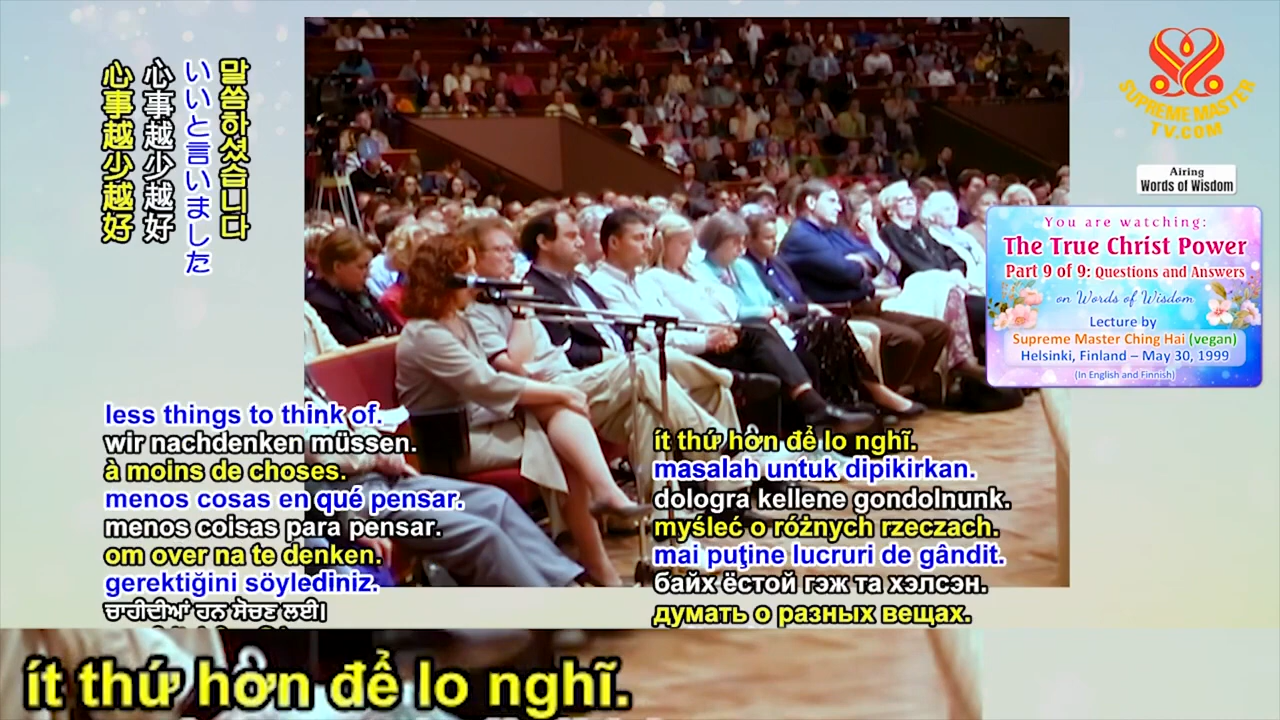 말씀하셨습니다
いいと言いました
心事越少越好
心事越少越好
SUPREME MASTER
TV.COM
Airing
Words of Wisdom
You are watching:
The True Christ Power
Part 9 of 9: Questions and Answers
on Words of Wisdom
Lecture by
Supreme Master Ching Hai (vegan)
Helsinki, Finland – May 30, 1999
(In English and Finnish)
less things to think of.
wir nachdenken müssen.
à moins de choses.
menos cosas en qué pensar.
menos coisas para pensar.
om over na te denken.
gerektiğini söylediniz.
ਚਾਹੀਦੀਆਂ ਹਨ ਸੋਚਣ ਲਈ।
ít thứ hơn để lo nghĩ.
masalah untuk dipikirkan.
dologra kellene gondolnunk.
myśleć o różnych rzeczach.
mai puţine lucruri de gândit.
байх ёстой гэж та хэлсэн.
думать о разных вещах.
ít thứ hơn để lo nghĩ.